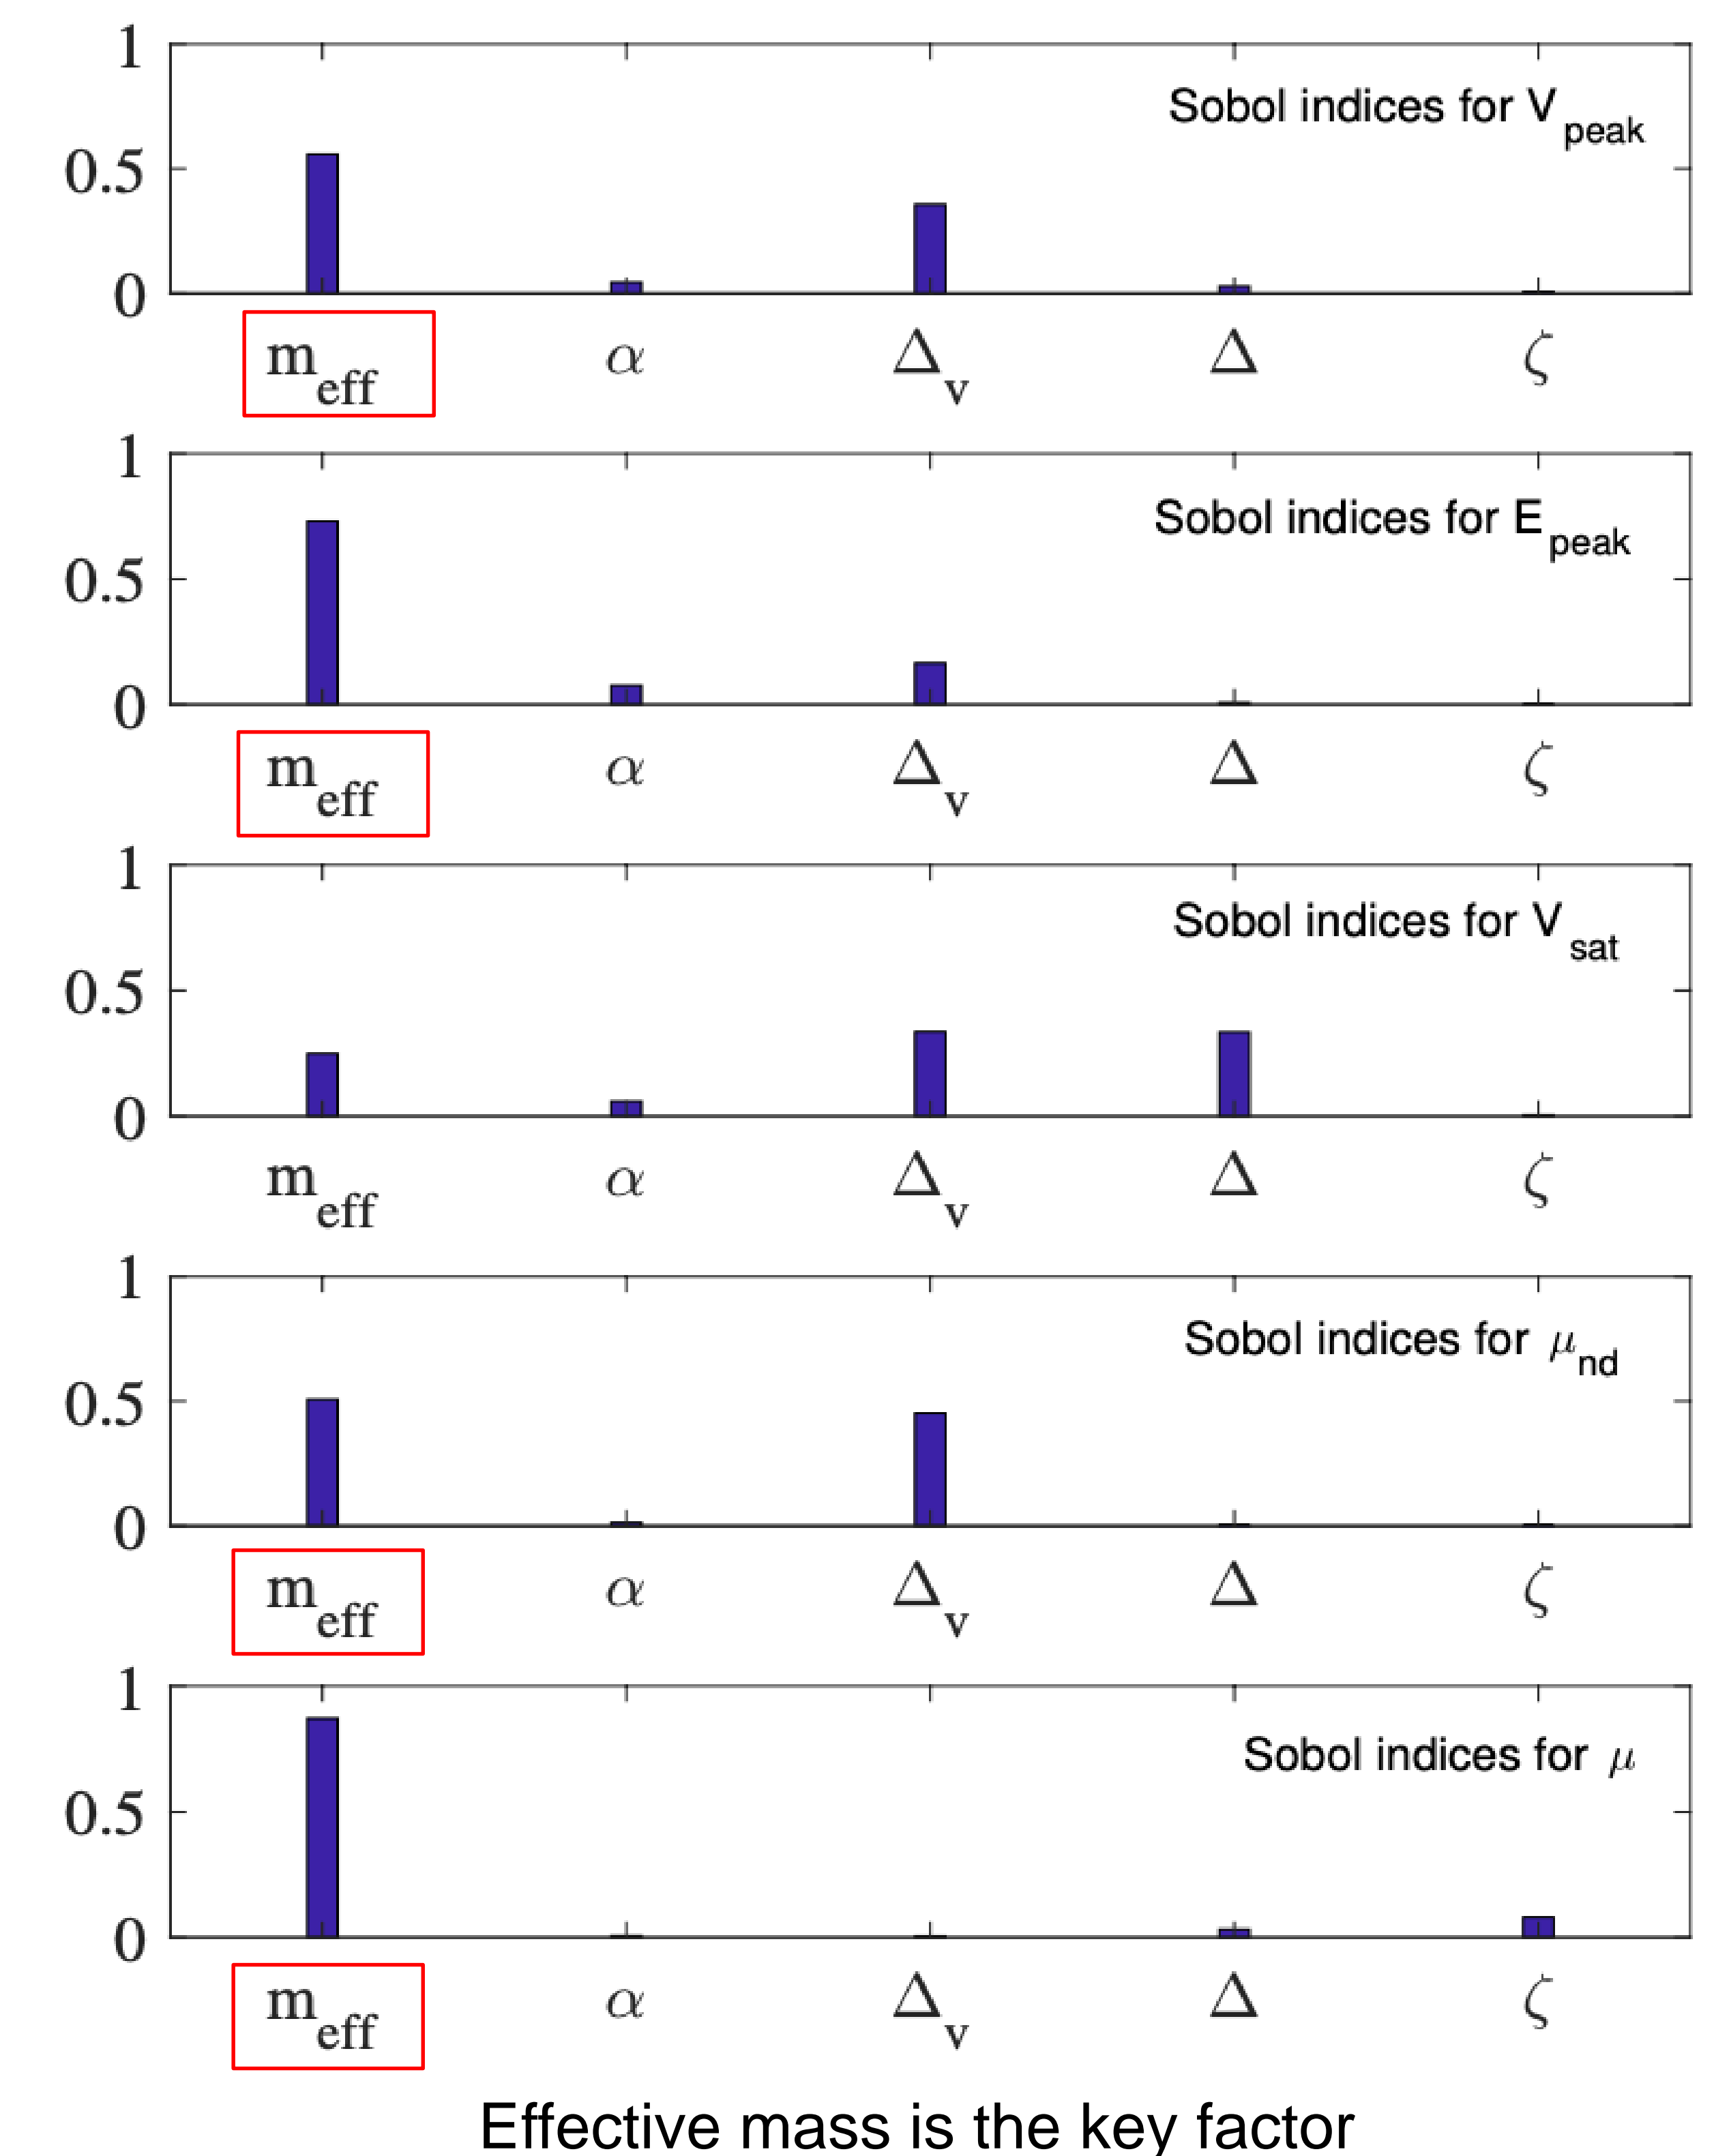 1
Sobol indices for V peak
0.5
0
m eff α Δ v Δ ζ
1
Sobol indices for E peak
0.5
0
m eff α Δ v Δ ζ
1
Sobol indices for V sat
0.5
0
m eff α Δ v Δ ζ
1
Sobol indices for μ nd
0.5
0
m eff α Δ v Δ ζ
1
Sobol indices for μ
0.5
0
m eff α Δ v Δ ζ
Effective mass is the key factor